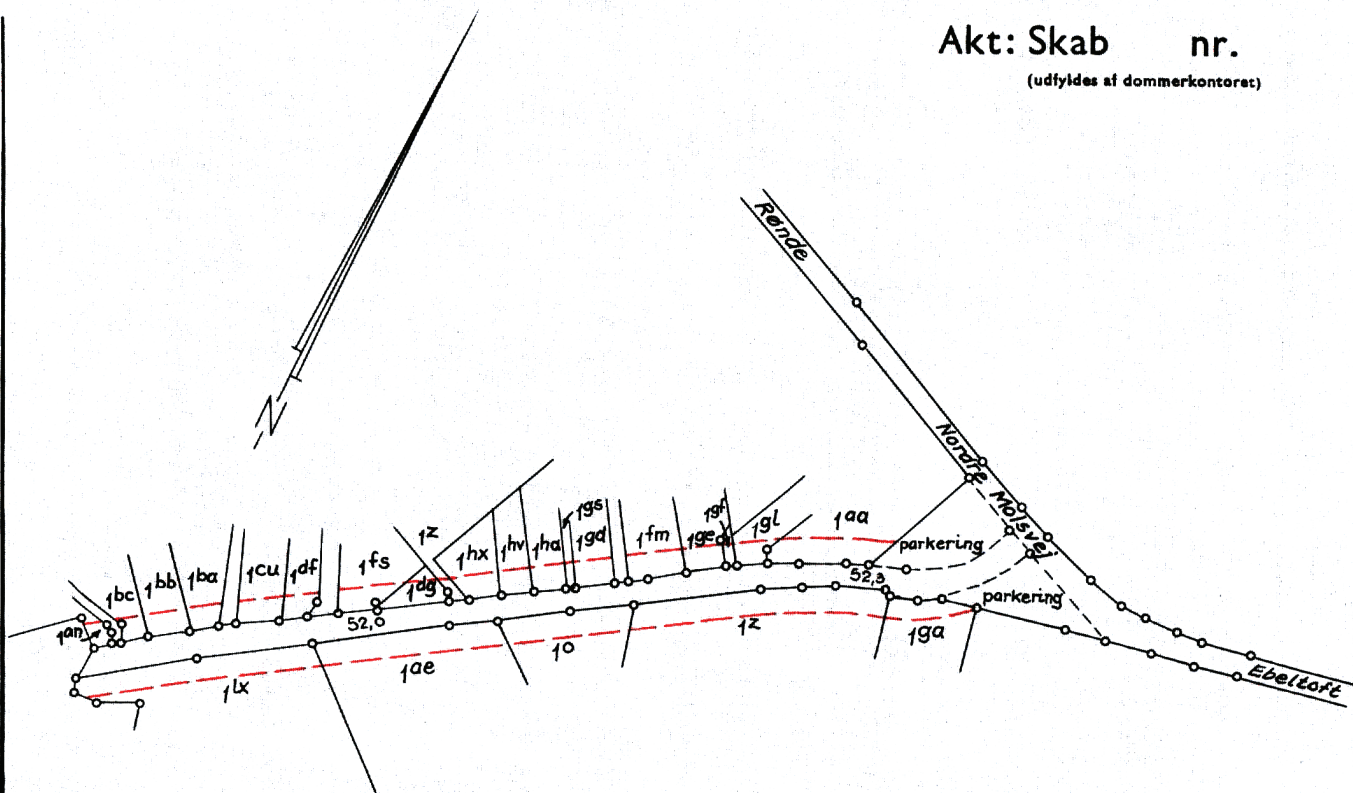 Akt: Skab nr.
(udfyldes af dommerkontoret)
N
Rønde
Nordre Molsvej
Ebeltoft
parkering
parkering
1an
1bc
1bb
1ba
1cu
1df
1fs
1z
1dg
1hx
1hv
1ha
1gs
1gd
1fm
1ge
1gf
1gl
1aa
52,0
52,3
1lx
1ae
1o
1z
1ga